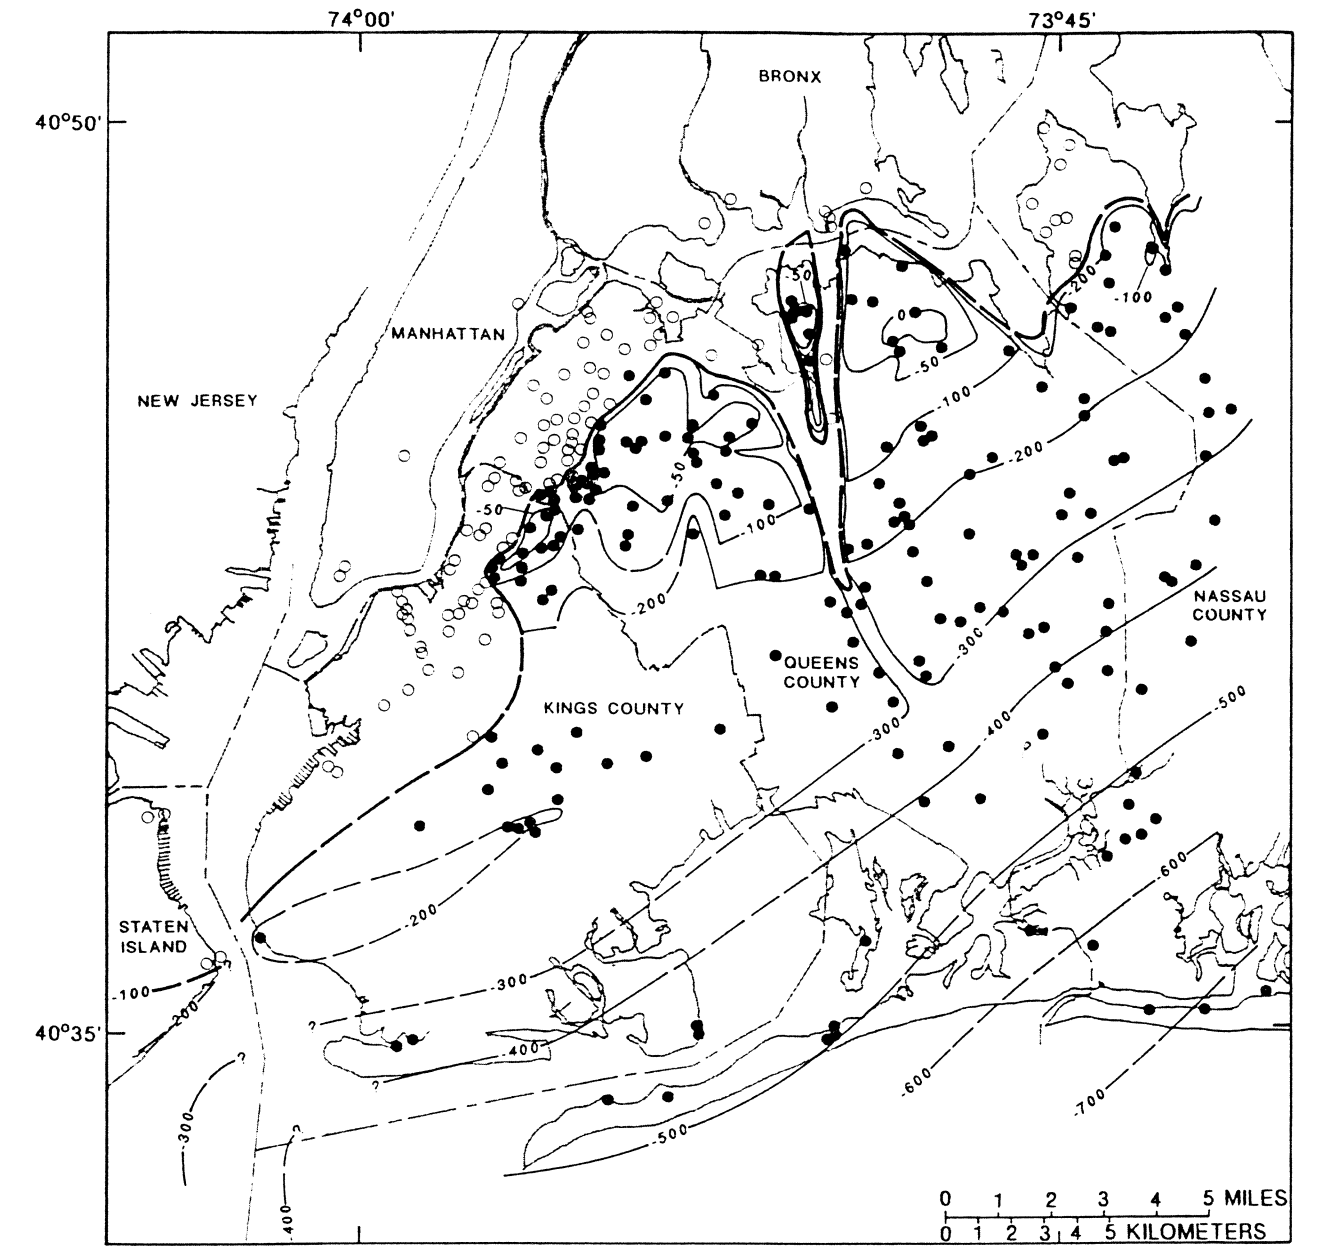 74°00' 73°45'
BRONX
40°50'
-50
-200
-100
0
MANHATTAN
-50
NEW JERSEY
-100
-200
-50
-50
-100
-200
NASSAU
COUNTY
-300
QUEENS
COUNTY
KINGS COUNTY
-500
-400
-300
-600
-200
STATEN
ISLAND
-300
-100
-200
?
40°35'
-400
?
?
-600
-700
-300
?
-500
-400
0 1 2 3 4 5 MILES
0 1 2 3 4 5 KILOMETERS